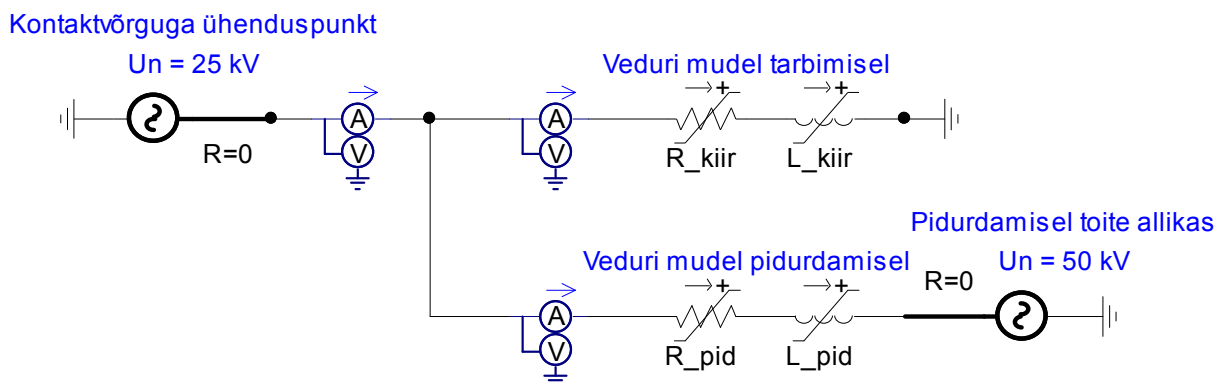 Kontaktvõrguga ühenduspunkt
Un = 25 kV
R=0
A
V
A
V
Veduri mudel tarbimisel
+
+
R_kiir
L_kiir
Veduri mudel pidurdamisel
A
V
+
+
R_pid
L_pid
Pidurdamisel toite allikas
Un = 50 kV
R=0